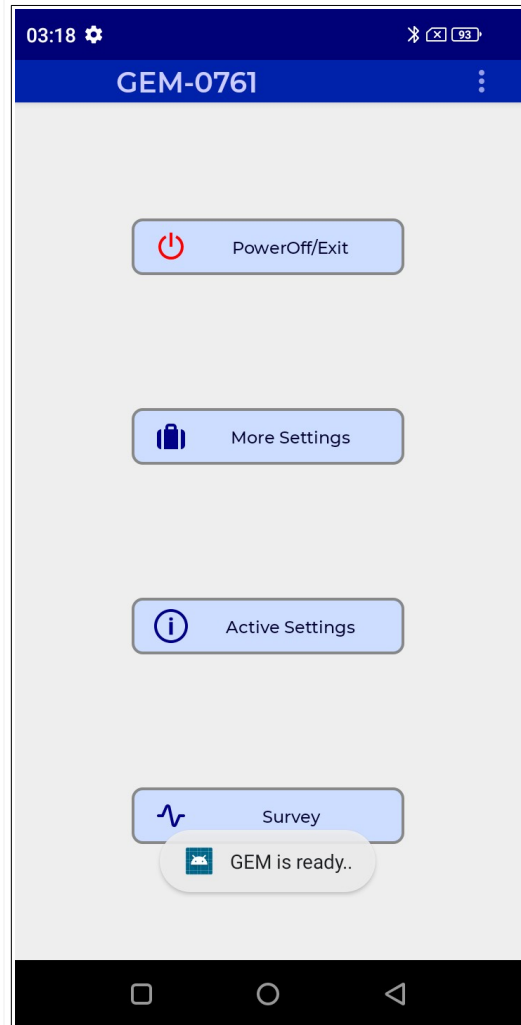 03:18
93
GEM-0761
PowerOff/Exit
More Settings
Active Settings
Survey
GEM is ready..